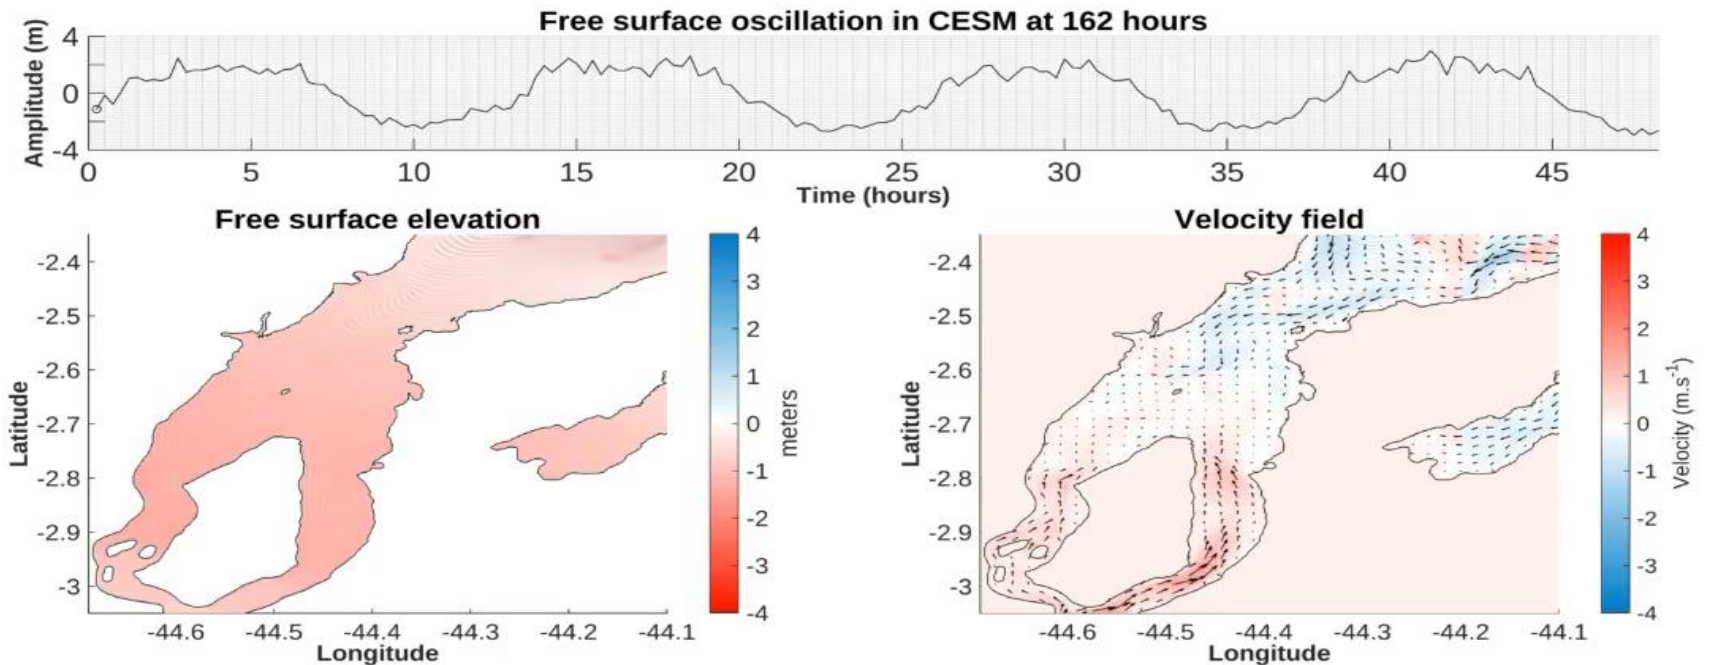 Free surface oscillation in CESM at 162 hours
Amplitude (m)
4
0
-4
0 5 10 15 20 25 30 35 40 45
Time (hours)
Free surface elevation
Latitude
-2.4
-2.5
-2.6
-2.7
-2.8
-2.9
-3
-44.6 -44.5 -44.4 -44.3 -44.2 -44.1
Longitude
4
3
2
1
0
-1
-2
-3
-4
meters
Velocity field
Latitude
-2.4
-2.5
-2.6
-2.7
-2.8
-2.9
-3
-44.6 -44.5 -44.4 -44.3 -44.2 -44.1
Longitude
4
3
2
1
0
-1
-2
-3
-4
Velocity (m.s⁻¹)